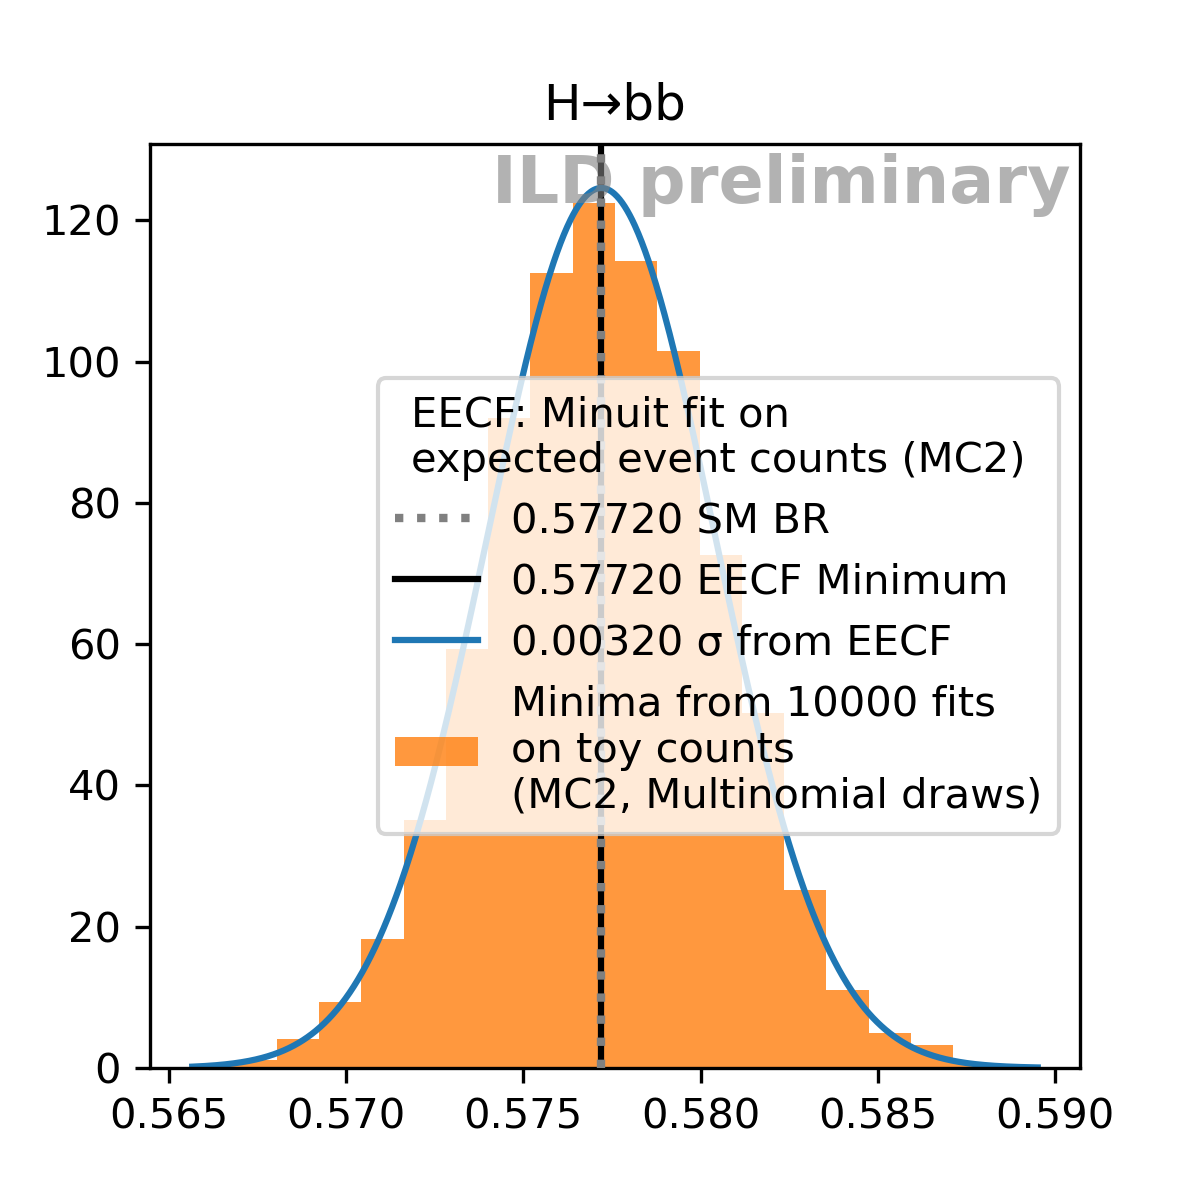 H→bb
ILD preliminary
120
100
80
60
40
20
0
EECF: Minuit fit on
expected event counts (MC2)
0.57720 SM BR
0.57720 EECF Minimum
0.00320 σ from EECF
Minima from 10000 fits
on toy counts
(MC2, Multinomial draws)
0.565 0.570 0.575 0.580 0.585 0.590